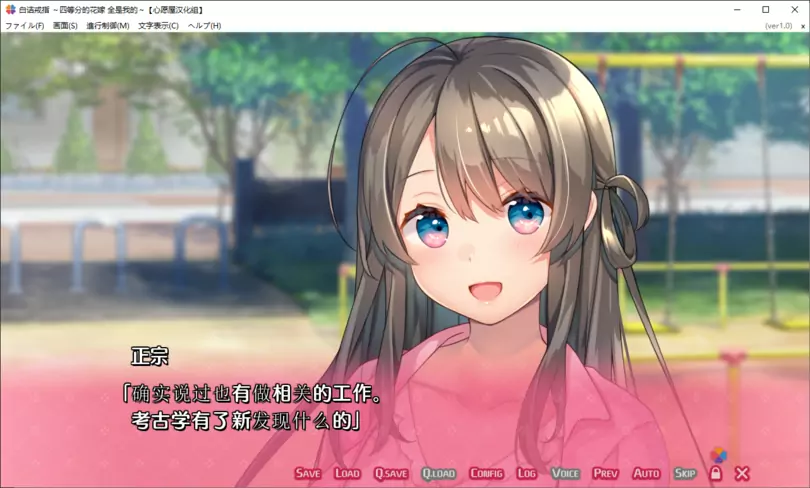 白诘戒指 ~四等分的花嫁 全是我的~【心愿屋汉化组】
ファイル(F) 画面(S) 進行制御(M) 文字表示(C) ヘルプ(H) (ver1.0) ×
正宗
「确实说过也有做相关的工作。
考古学有了新发现什么的」
SAVE LOAD Q.SAVE Q.LOAD CONFIG LOG VOICE PREV AUTO SKIP